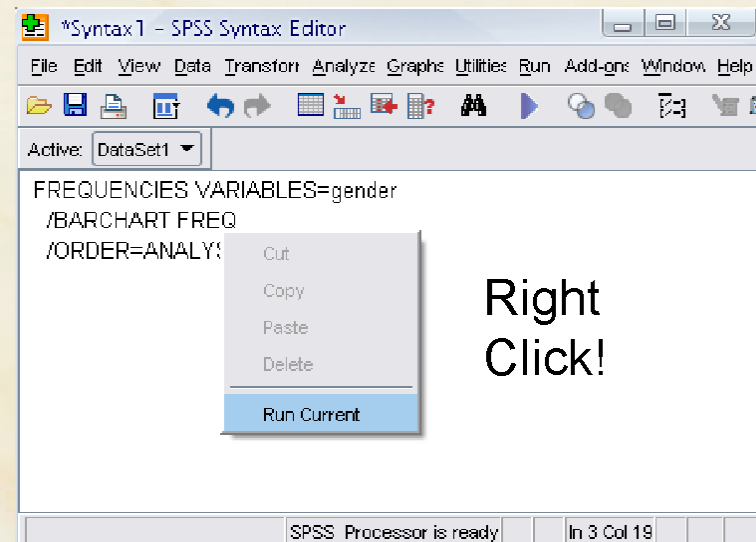 *Syntax1 - SPSS Syntax Editor
File Edit View Data Transforr Analyze Graphs Utilities Run Add-ons Window Help
Active: DataSet1
FREQUENCIES VARIABLES=gender
/BARCHART FREQ
/ORDER=ANALYS
Cut
Copy
Paste
Delete
Run Current
Right
Click!
SPSS Processor is ready In 3 Col 19